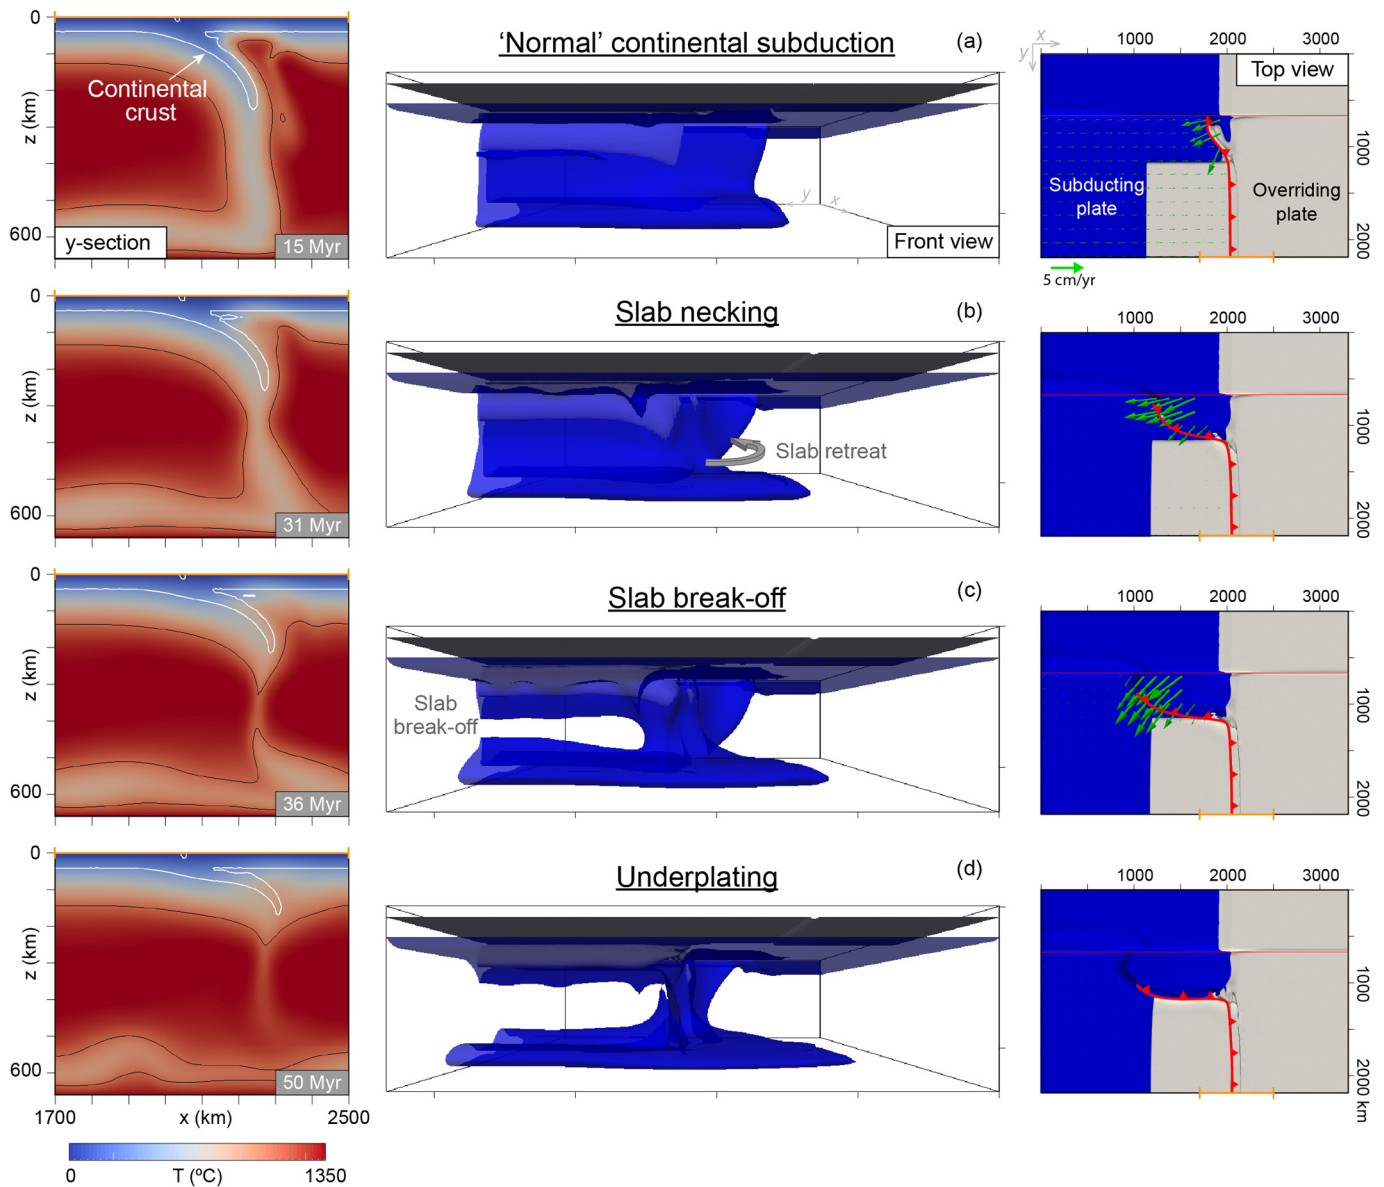 0
z (km)
600
Continental
crust
y-section
15 Myr
'Normal' continental subduction
(a)
y
x
Front view
x
y
1000
2000
3000
Top view
1000
2000
Subducting
plate
Overriding
plate
5 cm/yr
0
z (km)
600
31 Myr
Slab necking
(b)
Slab retreat
1000
2000
3000
1000
2000
0
z (km)
600
36 Myr
Slab break-off
(c)
Slab
break-off
1000
2000
3000
1000
2000
0
z (km)
600
50 Myr
1700
x (km)
2500
Underplating
(d)
1000
2000
3000
1000
2000 km
0
T (ºC)
1350